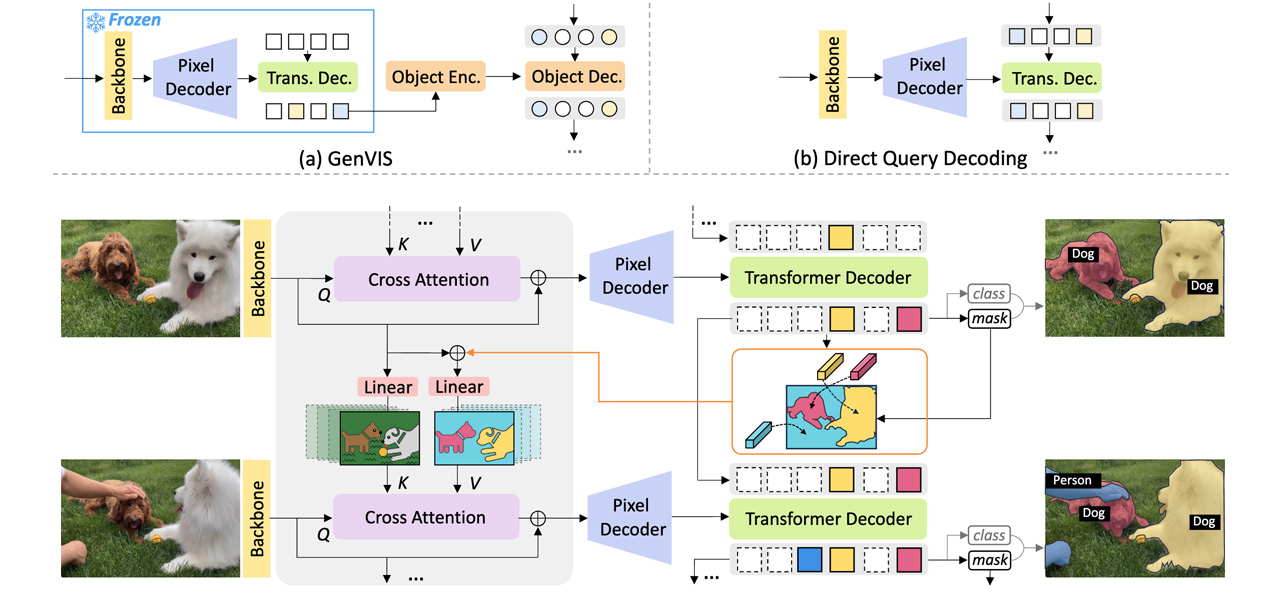 Frozen
Backbone
Pixel
Decoder
Trans. Dec.
Object Enc.
Object Dec.
...
(a) GenVIS
Backbone
Pixel
Decoder
Trans. Dec.
...
(b) Direct Query Decoding
...
K
V
Backbone
Q
Cross Attention
Pixel
Decoder
...
Transformer Decoder
class
mask
Dog
Dog
Linear
Linear
K
V
Backbone
Q
Cross Attention
...
Pixel
Decoder
Transformer Decoder
...
class
mask
Person
Dog
Dog